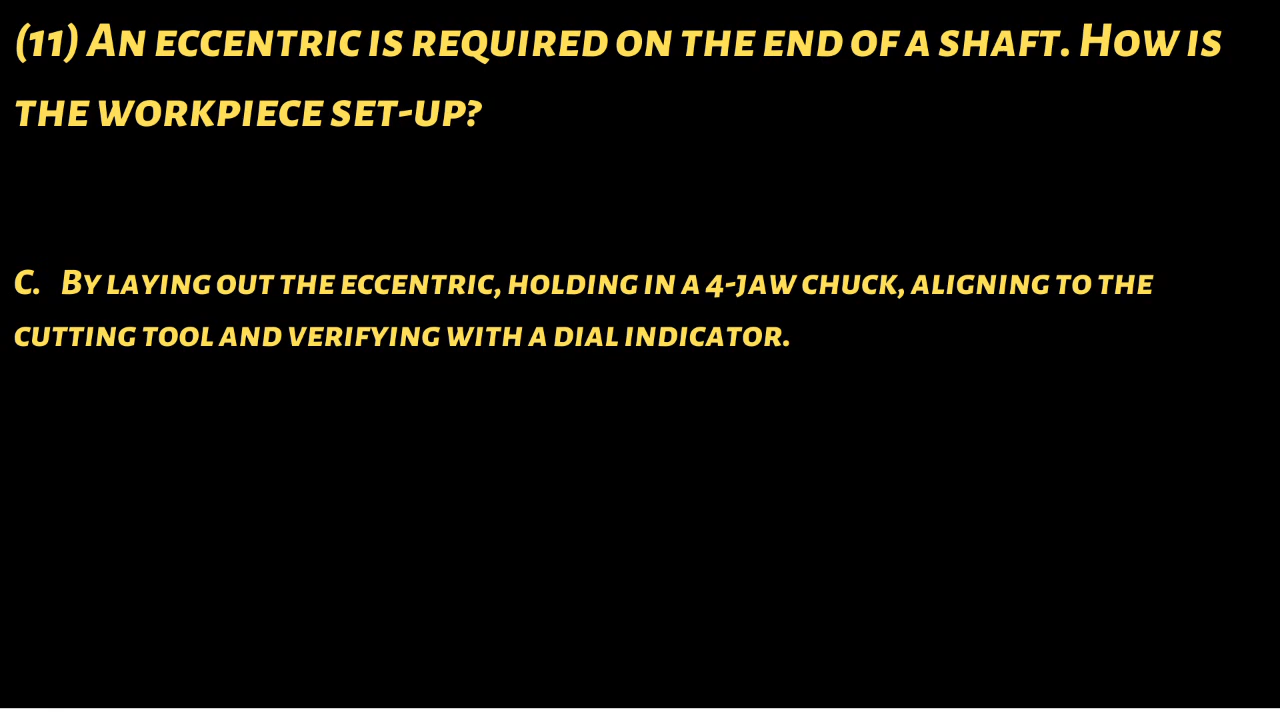 (11) An eccentric is required on the end of a shaft. How is
the workpiece set-up?
c. By laying out the eccentric, holding in a 4-jaw chuck, aligning to the
cutting tool and verifying with a dial indicator.